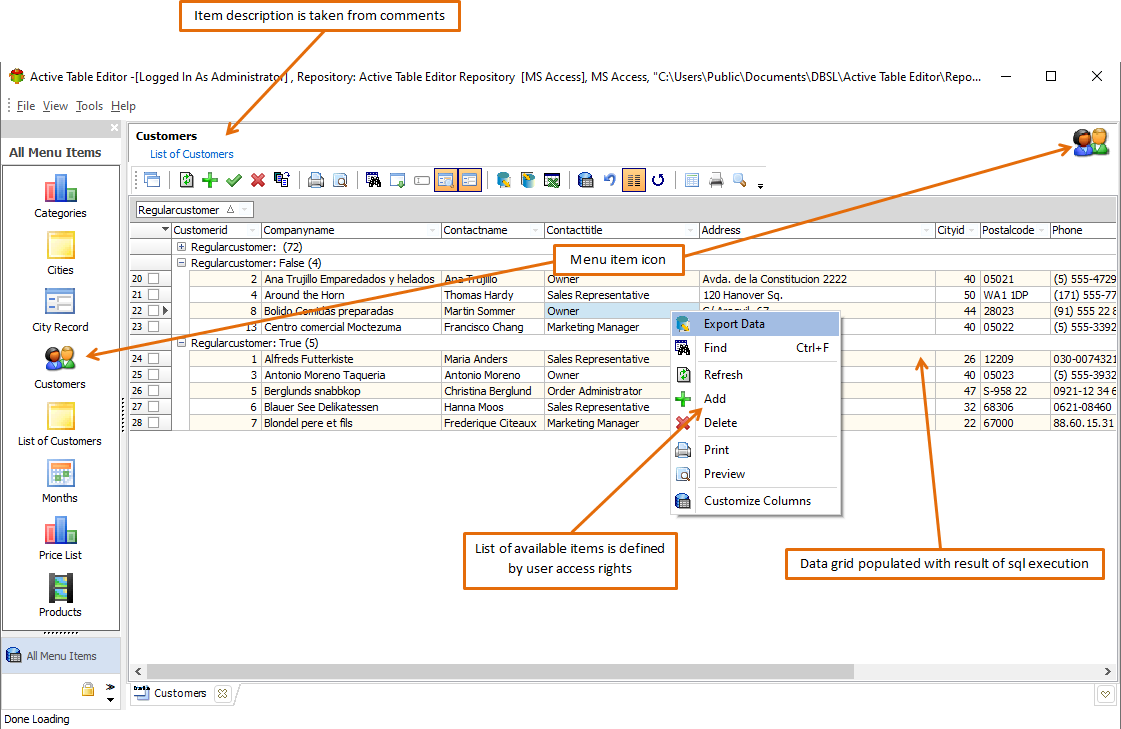 Item description is taken from comments
Active Table Editor -[Logged In As Administrator] , Repository: Active Table Editor Repository [MS Access], MS Access, "C:\Users\Public\Documents\DBSL\Active Table Editor\Repo...
File View Tools Help
All Menu Items
Categories
Cities
City Record
Customers
List of Customers
Months
Price List
Products
All Menu Items
Done Loading
Customers
List of Customers
Regularcustomer
Customerid Companyname Contactname Contacttitle Address Cityid Postalcode Phone
Regularcustomer: (72)
Regularcustomer: False (4)
20 2 Ana Trujillo Emparedados y helados Ana Trujillo Owner Avda. de la Constitucion 2222 40 05021 (5) 555-4729
21 4 Around the Horn Thomas Hardy Sales Representative 120 Hanover Sq. 50 WA1 1DP (171) 555-77
22 8 Bolido Comidas preparadas Martin Sommer Owner 44 28023 (91) 555 22 8
23 13 Centro comercial Moctezuma Francisco Chang Marketing Manager 40 05022 (5) 555-3392
Regularcustomer: True (5)
24 1 Alfreds Futterkiste Maria Anders Sales Representative 26 12209 030-0074321
25 3 Antonio Moreno Taqueria Antonio Moreno Owner 40 05023 (5) 555-3932
26 5 Berglunds snabbkop Christina Berglund Order Administrator 47 S-958 22 0921-12 34 6
27 6 Blauer See Delikatessen Hanna Moos Sales Representative 32 68306 0621-08460
28 7 Blondel pere et fils Frederique Citeaux Marketing Manager 22 67000 88.60.15.31
Menu item icon
Export Data
Find Ctrl+F
Refresh
Add
Delete
Print
Preview
Customize Columns
List of available items is defined
by user access rights
Data grid populated with result of sql execution
Customers